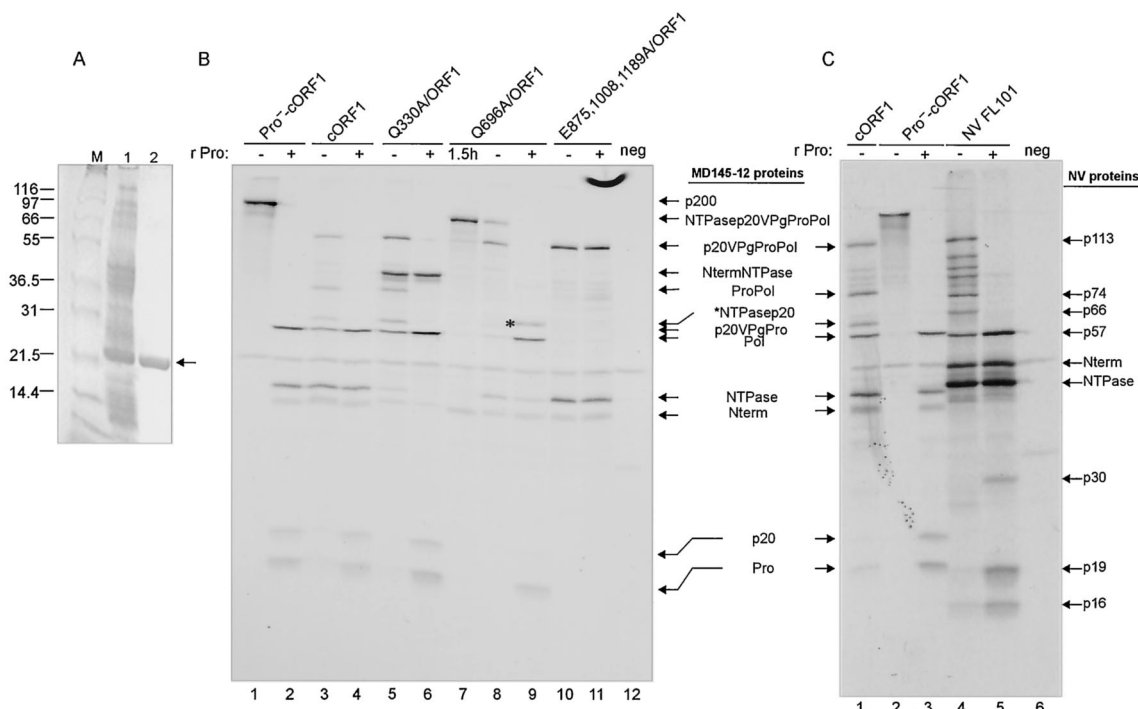 A
M 1 2
116
97
66
55
36.5
31
21.5
14.4
B
Pro⁻-cORF1
cORF1
Q330A/ORF1
Q696A/ORF1
E875,1008,1189A/ORF1
r Pro: - + - + - + 1.5h - + - + neg
*
1 2 3 4 5 6 7 8 9 10 11 12
MD145-12 proteins
p200
NTPasep20VPgProPol
p20VPgProPol
NtermNTPase
ProPol
*NTPasep20
p20VPgPro
Pol
NTPase
Nterm
p20
Pro
C
cORF1
Pro⁻-cORF1
NV FL101
r Pro: - - + - + neg
1 2 3 4 5 6
NV proteins
p113
p74
p66
p57
Nterm
NTPase
p30
p19
p16